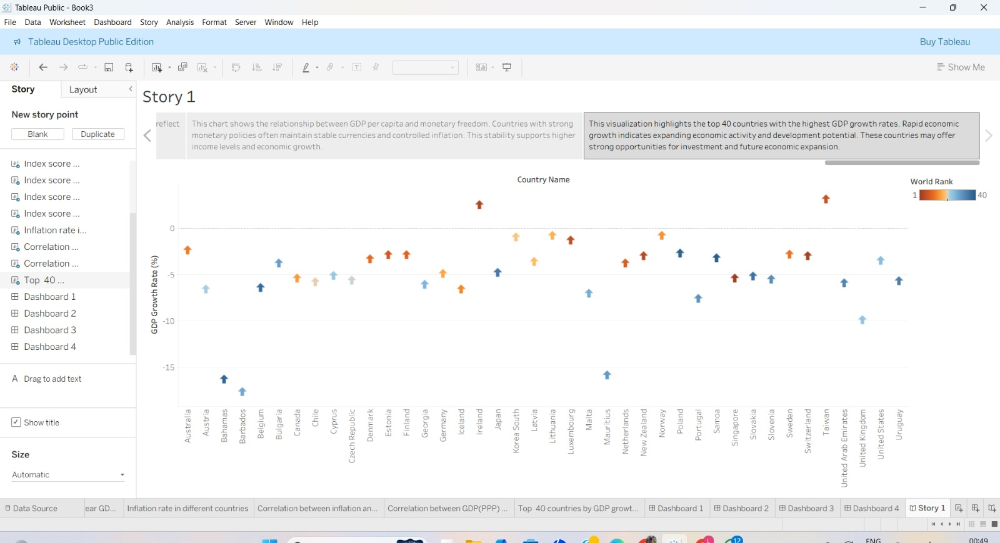 Tableau Public - Book3
File Data Worksheet Dashboard Story Analysis Format Server Window Help
Tableau Desktop Public Edition
Buy Tableau
Show Me
Story
Layout
New story point
Blank
Duplicate
Index score ...
Index score ...
Index score ...
Index score ...
Inflation rate i...
Correlation ...
Correlation ...
Top 40 ...
Dashboard 1
Dashboard 2
Dashboard 3
Dashboard 4
A Drag to add text
Show title
Size
Automatic
Story 1
reflect
This chart shows the relationship between GDP per capita and monetary freedom. Countries with strong
monetary policies often maintain stable currencies and controlled inflation. This stability supports higher
income levels and economic growth.
This visualization highlights the top 40 countries with the highest GDP growth rates. Rapid economic
growth indicates expanding economic activity and development potential. These countries may offer
strong opportunities for investment and future economic expansion.
Country Name
World Rank
1
40
GDP Growth Rate (%)
0
-5
-10
-15
Australia
Austria
Bahamas
Barbados
Belgium
Bulgaria
Canada
Chile
Cyprus
Czech Republic
Denmark
Estonia
Finland
Georgia
Germany
Iceland
Ireland
Japan
Korea South
Latvia
Lithuania
Luxembourg
Malta
Mauritius
Netherlands
New Zealand
Norway
Poland
Portugal
Samoa
Singapore
Slovakia
Slovenia
Sweden
Switzerland
Taiwan
United Arab Emirates
United Kingdom
United States
Uruguay
Data Source
ear GD...
Inflation rate in different countries
Correlation between inflation an...
Correlation between GDP(PPP) ...
Top 40 countries by GDP growt...
Dashboard 1
Dashboard 2
Dashboard 3
Dashboard 4
Story 1
12
ENG
00:49